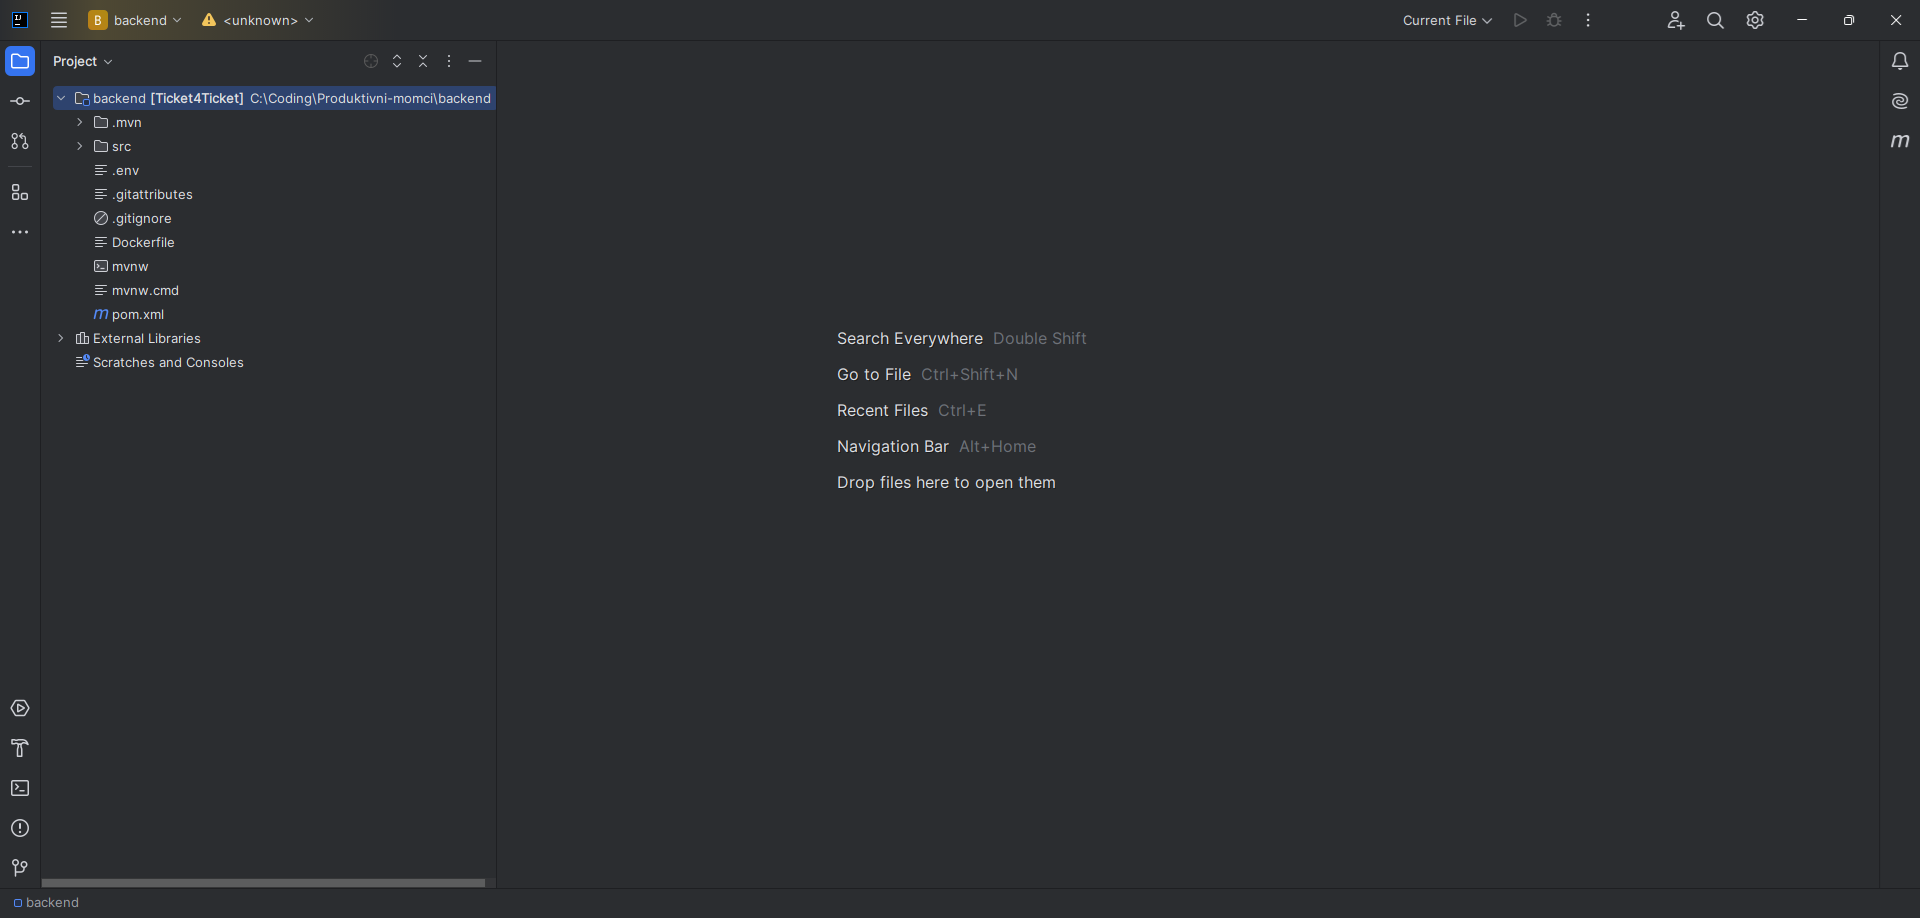 B backend <unknown> Current File
Project
backend [Ticket4Ticket] C:\Coding\Produktivni-momci\backend
.mvn
src
.env
.gitattributes
.gitignore
Dockerfile
mvnw
mvnw.cmd
m pom.xml
External Libraries
Scratches and Consoles
Search Everywhere Double Shift
Go to File Ctrl+Shift+N
Recent Files Ctrl+E
Navigation Bar Alt+Home
Drop files here to open them
m
backend